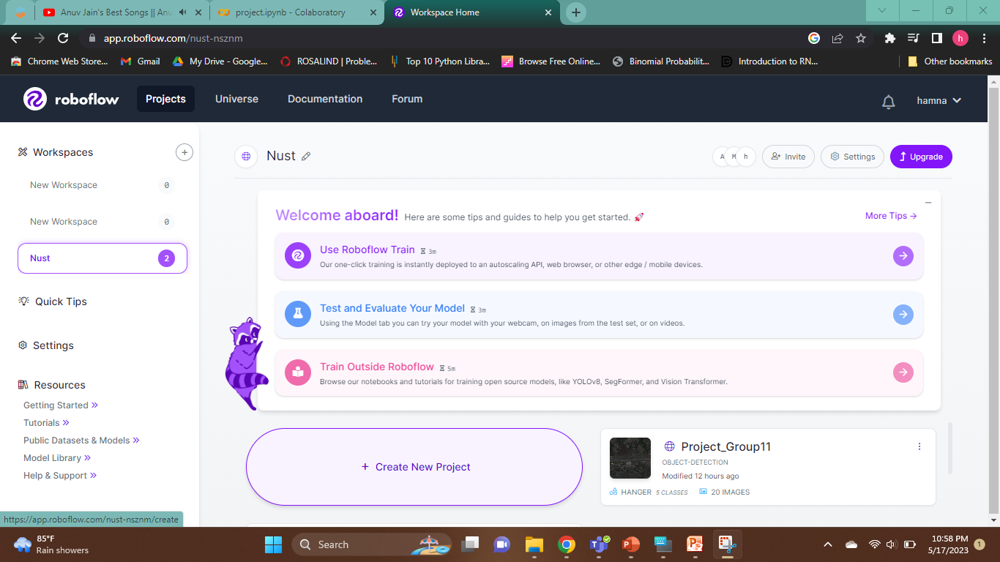 Anuv Jain's Best Songs || Anu
project.ipynb - Colaboratory
Workspace Home
app.roboflow.com/nust-nsznm
h
Chrome Web Store...
Gmail
My Drive - Google...
ROSALIND | Proble...
Top 10 Python Libra...
Browse Free Online...
Binomial Probabilit...
Introduction to RN...
Other bookmarks
roboflow
Projects
Universe
Documentation
Forum
hamna
Workspaces
New Workspace 0
New Workspace 0
Nust 2
Quick Tips
Settings
Resources
Getting Started
Tutorials
Public Datasets & Models
Model Library
Help & Support
https://app.roboflow.com/nust-nsznm/create
Nust
A M h
Invite
Settings
Upgrade
Welcome aboard! Here are some tips and guides to help you get started. 🚀
More Tips →
Use Roboflow Train 3m
Our one-click training is instantly deployed to an autoscaling API, web browser, or other edge / mobile devices.
Test and Evaluate Your Model 3m
Using the Model tab you can try your model with your webcam, on images from the test set, or on videos.
Train Outside Roboflow 5m
Browse our notebooks and tutorials for training open source models, like YOLOv8, SegFormer, and Vision Transformer.
+ Create New Project
Project_Group11
OBJECT-DETECTION
Modified 12 hours ago
HANGER 5 CLASSES 20 IMAGES
85°F
Rain showers
Search
10:58 PM
5/17/2023
1